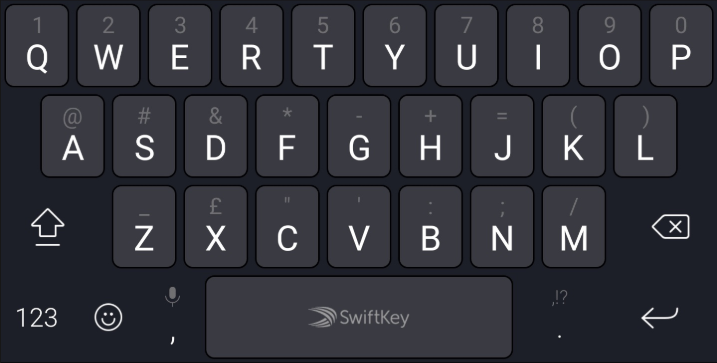 1 2 3 4 5 6 7 8 9 0
Q W E R T Y U I O P
@ # & * - + = ( )
A S D F G H J K L
_ £ " ' : ; /
Z X C V B N M
,!?
123 , SwiftKey .